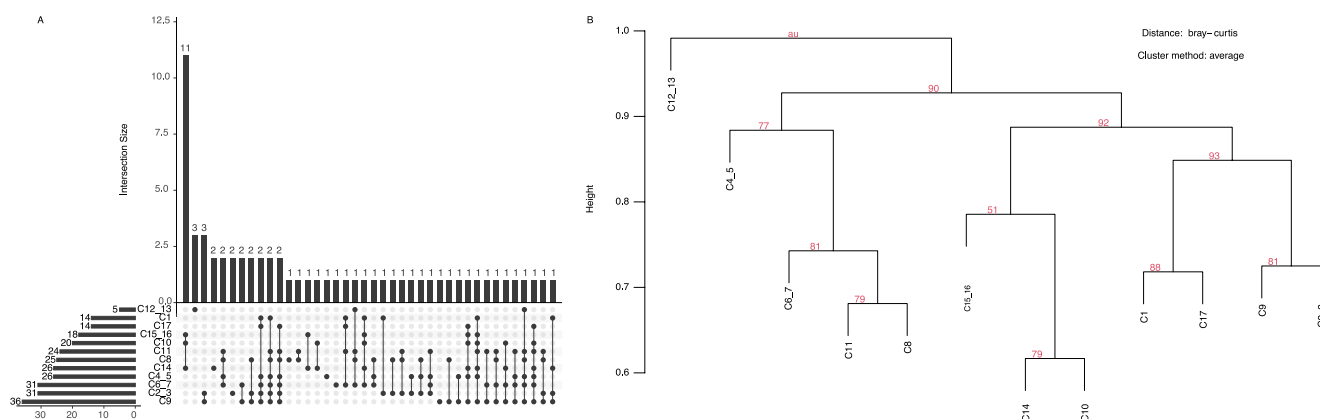 A
12.5
10.0
7.5
5.0
2.5
0.0
Intersection Size
11
3 3
2 2 2 2 2 2 2 2
1 1 1 1 1 1 1 1 1 1 1 1 1 1 1 1 1 1 1 1 1 1 1 1 1 1 1 1 1
5 C12_13
14 C1
14 C17
18 C15_16
20 C10
24 C11
25 C8
26 C14
26 C4_5
31 C6_7
31 C2_3
36 C9
30 20 10 0
B
Distance: bray-curtis
Cluster method: average
Height
1.0
0.9
0.8
0.7
0.6
au
90
77
92
93
81
51
88
81
79
79
C12_13
C4_5
C6_7
C11
C8
C15_16
C14
C10
C1
C17
C9